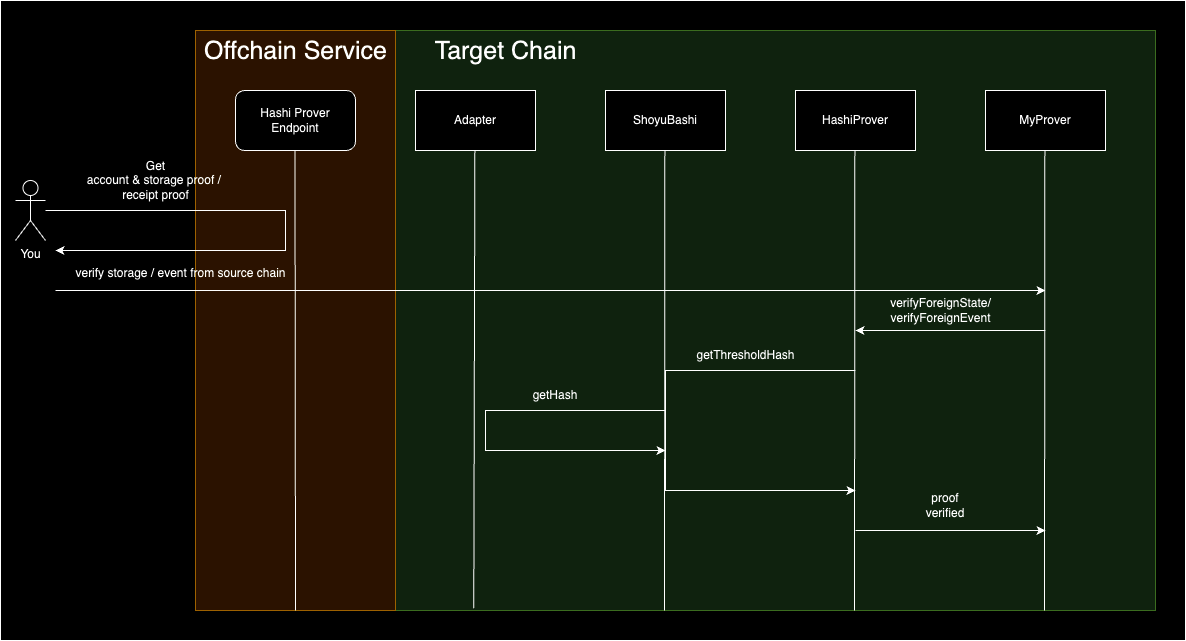 Offchain Service
Target Chain
Hashi Prover
Endpoint
Adapter
ShoyuBashi
HashiProver
MyProver
Get
account & storage proof /
receipt proof
You
verify storage / event from source chain
verifyForeignState/
verifyForeignEvent
getThresholdHash
getHash
proof
verified